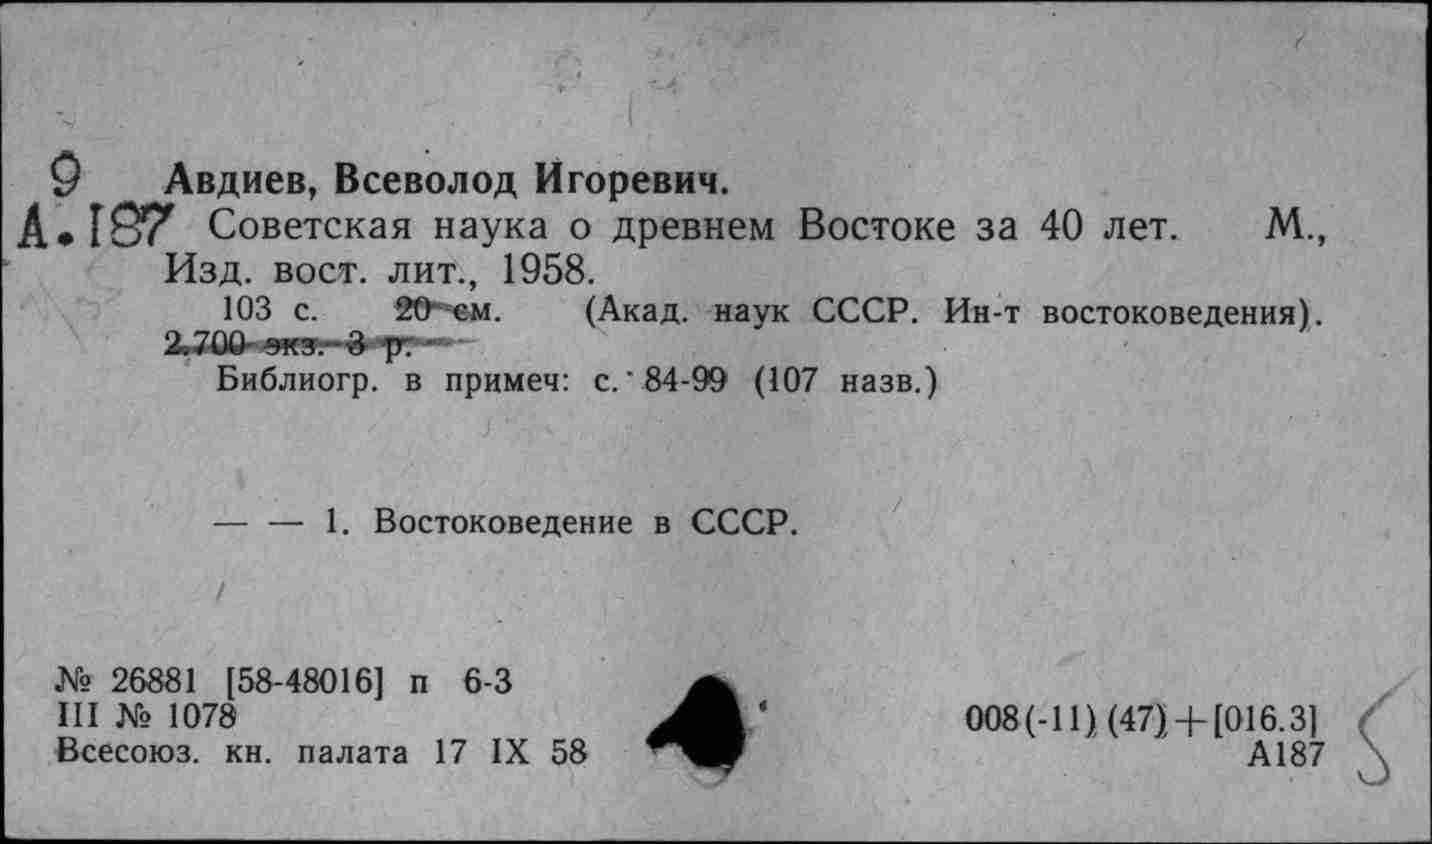 9 Авдиев, Всеволод Игоревич.
А.187 Советская наука о древнем Востоке за 40 лет. М.,
Изд. вост. лит., 1958.
103 с. 20 см. (Акад. наук СССР. Ин-т востоковедения).
2.700 экз. 3 р.
Библиогр. в примеч: с. 84-99 (107 назв.)
— — 1. Востоковедение в СССР.
№ 26881 [58-48016] п 6-3
III № 1078
Всесоюз. кн. палата 17 IX 58
008(-11)(47)+[016.3]
А187